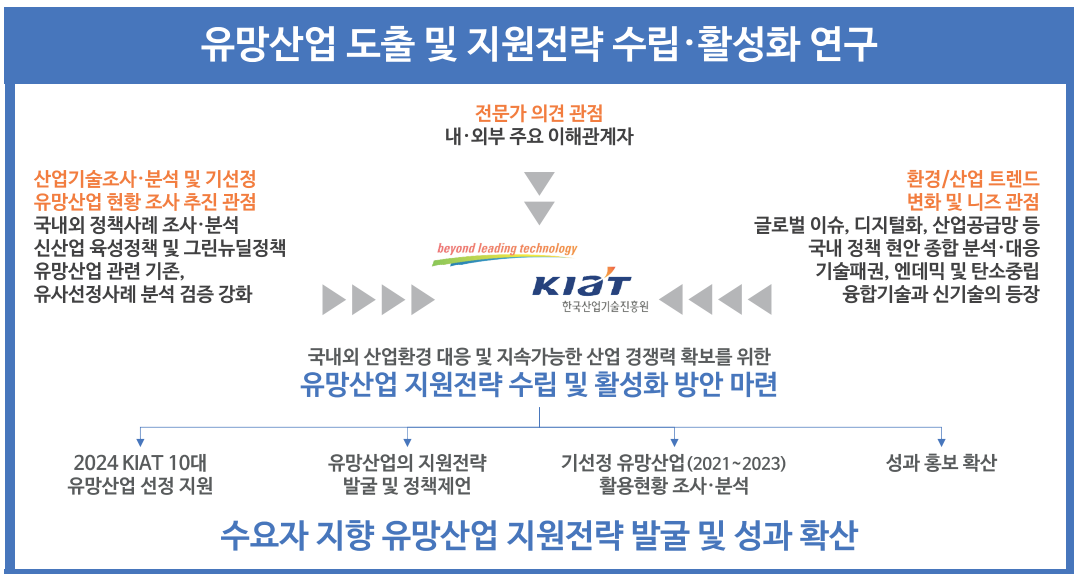 유망산업 도출 및 지원전략 수립·활성화 연구
전문가 의견 관점
내·외부 주요 이해관계자
산업기술조사·분석 및 기선정
유망산업 현황 조사 추진 관점
국내외 정책사례 조사·분석
신산업 육성정책 및 그린뉴딜정책
유망산업 관련 기존,
유사선정사례 분석 검증 강화
환경/산업 트렌드
변화 및 니즈 관점
글로벌 이슈, 디지털화, 산업공급망 등
국내 정책 현안 종합 분석·대응
기술패권, 엔데믹 및 탄소중립
융합기술과 신기술의 등장
beyond leading technology
KIAT
한국산업기술진흥원
국내외 산업환경 대응 및 지속가능한 산업 경쟁력 확보를 위한
유망산업 지원전략 수립 및 활성화 방안 마련
2024 KIAT 10대
유망산업 선정 지원
유망산업의 지원전략
발굴 및 정책제언
기선정 유망산업(2021~2023)
활용현황 조사·분석
성과 홍보 확산
수요자 지향 유망산업 지원전략 발굴 및 성과 확산